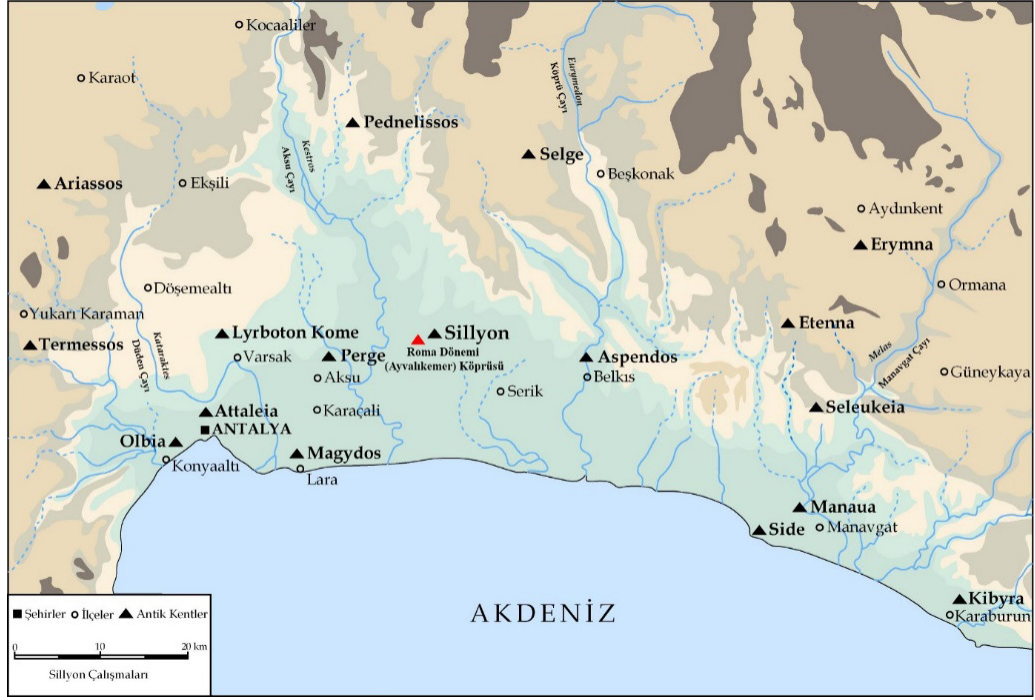 Kocaaliler
Karaot
Pednelissos
Eurymedon
Köprü Çayı
Kestros
Aksu Çayı
Selge
Beşkonak
Ariassos
Ekşili
Aydınkent
Erymna
Döşemealtı
Ormana
Yukarı Karaman
Termessos
Katarraktes
Düden Çayı
Lyrboton Kome
Varsak
Perge
Aksu
Karaçali
Sillyon
Roma Dönemi
(Ayvalıkemer) Köprüsü
Serik
Aspendos
Belkıs
Etenna
Melas
Manavgat Çayı
Güneykaya
Seleukeia
Attaleia
ANTALYA
Olbia
Konyaaltı
Magydos
Lara
Manaua
Side
Manavgat
Kibyra
Karaburun
AKDENİZ
Şehirler İlçeler Antik Kentler
0 10 20 km
Sillyon Çalışmaları